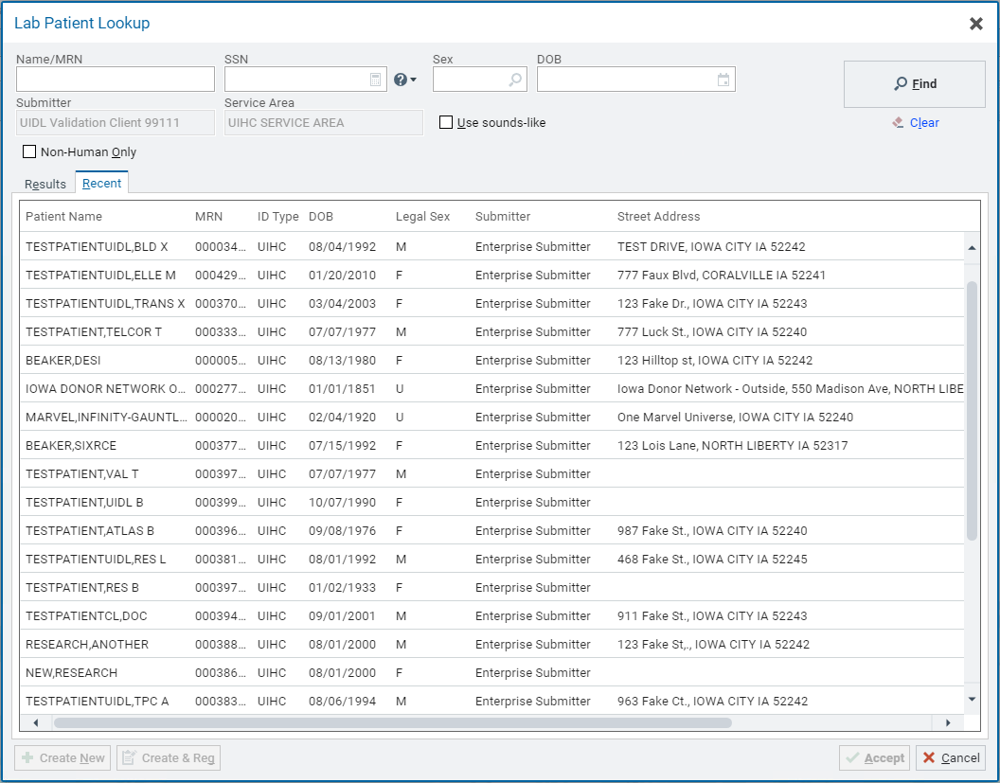 Lab Patient Lookup
Name/MRN SSN Sex DOB
Find
Submitter Service Area
UIDL Validation Client 99111 UIHC SERVICE AREA Use sounds-like Clear
Non-Human Only
Results Recent
Patient Name MRN ID Type DOB Legal Sex Submitter Street Address
TESTPATIENTUIDL,BLD X 000034... UIHC 08/04/1992 M Enterprise Submitter TEST DRIVE, IOWA CITY IA 52242
TESTPATIENTUIDL,ELLE M 000429... UIHC 01/20/2010 F Enterprise Submitter 777 Faux Blvd, CORALVILLE IA 52241
TESTPATIENTUIDL,TRANS X 000370... UIHC 03/04/2003 F Enterprise Submitter 123 Fake Dr., IOWA CITY IA 52243
TESTPATIENT,TELCOR T 000333... UIHC 07/07/1977 M Enterprise Submitter 777 Luck St., IOWA CITY IA 52240
BEAKER,DESI 000005... UIHC 08/13/1980 F Enterprise Submitter 123 Hilltop st, IOWA CITY IA 52242
IOWA DONOR NETWORK O... 000277... UIHC 01/01/1851 U Enterprise Submitter Iowa Donor Network - Outside, 550 Madison Ave, NORTH LIBE
MARVEL,INFINITY-GAUNTL... 000020... UIHC 02/04/1920 U Enterprise Submitter One Marvel Universe, IOWA CITY IA 52240
BEAKER,SIXRCE 000377... UIHC 07/15/1992 F Enterprise Submitter 123 Lois Lane, NORTH LIBERTY IA 52317
TESTPATIENT,VAL T 000397... UIHC 07/07/1977 M Enterprise Submitter
TESTPATIENT,UIDL B 000399... UIHC 10/07/1990 F Enterprise Submitter
TESTPATIENT,ATLAS B 000396... UIHC 09/08/1976 F Enterprise Submitter 987 Fake St., IOWA CITY IA 52240
TESTPATIENTUIDL,RES L 000381... UIHC 08/01/1992 M Enterprise Submitter 468 Fake St., IOWA CITY IA 52245
TESTPATIENT,RES B 000397... UIHC 01/02/1933 F Enterprise Submitter
TESTPATIENTCL,DOC 000394... UIHC 09/01/2001 M Enterprise Submitter 911 Fake St., IOWA CITY IA 52243
RESEARCH,ANOTHER 000388... UIHC 08/01/2000 M Enterprise Submitter 123 Fake St,., IOWA CITY IA 52242
NEW,RESEARCH 000386... UIHC 08/01/2000 F Enterprise Submitter
TESTPATIENTUIDL,TPC A 000383... UIHC 08/06/1994 M Enterprise Submitter 963 Fake Ct., IOWA CITY IA 52242
Create New Create & Reg Accept Cancel